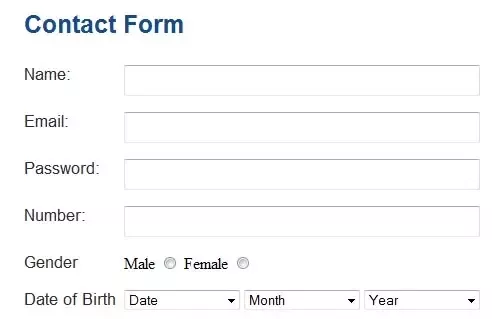 Contact Form
Name:
Email:
Password:
Number:
Gender Male Female
Date of Birth Date Month Year